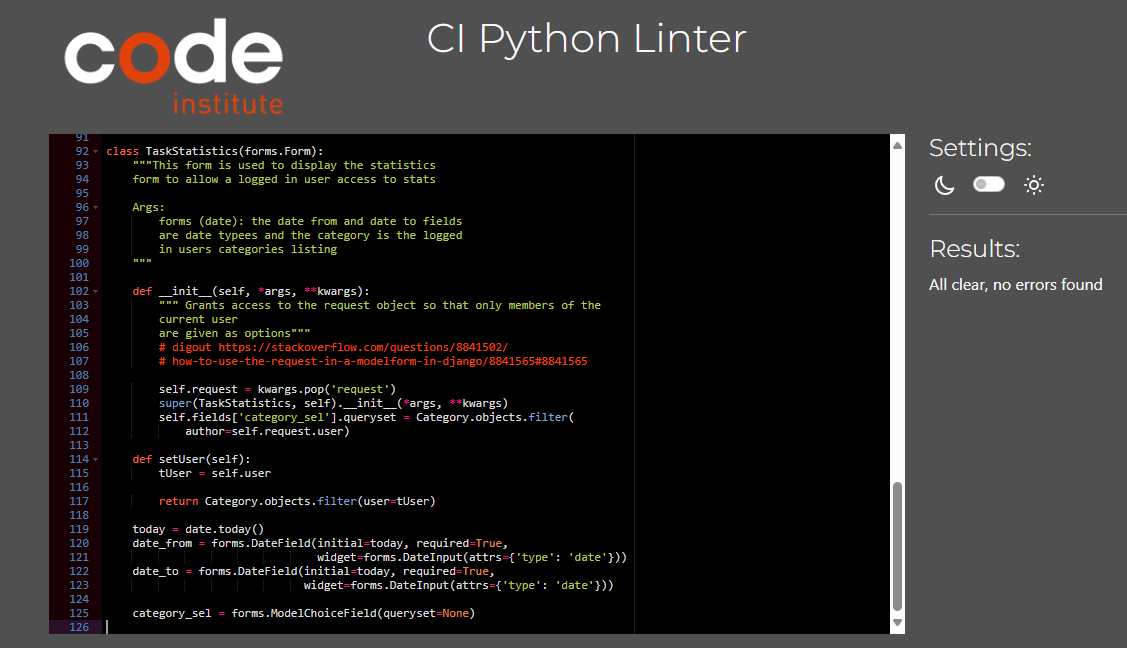 code
institute
CI Python Linter
91
92 class TaskStatistics(forms.Form):
93     """This form is used to display the statistics
94     form to allow a logged in user access to stats
95
96     Args:
97         forms (date): the date from and date to fields
98         are date typees and the category is the logged
99         in users categories listing
100     """
101
102     def __init__(self, *args, **kwargs):
103         """ Grants access to the request object so that only members of the
104         current user
105         are given as options"""
106         # digout https://stackoverflow.com/questions/8841502/
107         # how-to-use-the-request-in-a-modelform-in-django/8841565#8841565
108
109         self.request = kwargs.pop('request')
110         super(TaskStatistics, self).__init__(*args, **kwargs)
111         self.fields['category_sel'].queryset = Category.objects.filter(
112             author=self.request.user)
113
114     def setUser(self):
115         tUser = self.user
116
117         return Category.objects.filter(user=tUser)
118
119     today = date.today()
120     date_from = forms.DateField(initial=today, required=True,
121                                 widget=forms.DateInput(attrs={'type': 'date'}))
122     date_to = forms.DateField(initial=today, required=True,
123                               widget=forms.DateInput(attrs={'type': 'date'}))
124
125     category_sel = forms.ModelChoiceField(queryset=None)
126
Settings:
Results:
All clear, no errors found